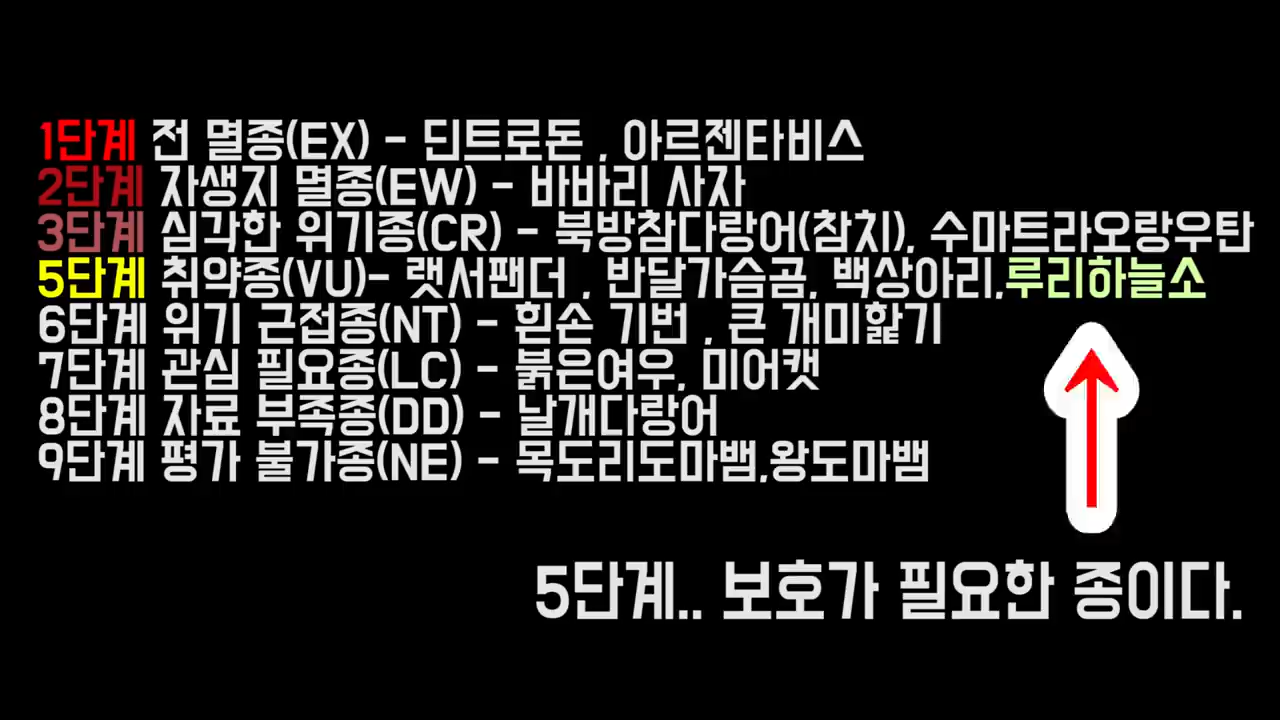 1단계 전 멸종(EX) - 딘트로돈 , 아르젠타비스
2단계 자생지 멸종(EW) - 바바리 사자
3단계 심각한 위기종(CR) - 북방참다랑어(참치), 수마트라오랑우탄
5단계 취약종(VU)- 랫서팬더 , 반달가슴곰, 백상아리,루리하늘소
6단계 위기 근접종(NT) - 흰손 기번 , 큰 개미핥기
7단계 관심 필요종(LC) - 붉은여우, 미어캣
8단계 자료 부족종(DD) - 날개다랑어
9단계 평가 불가종(NE) - 목도리도마뱀,왕도마뱀
5단계.. 보호가 필요한 종이다.